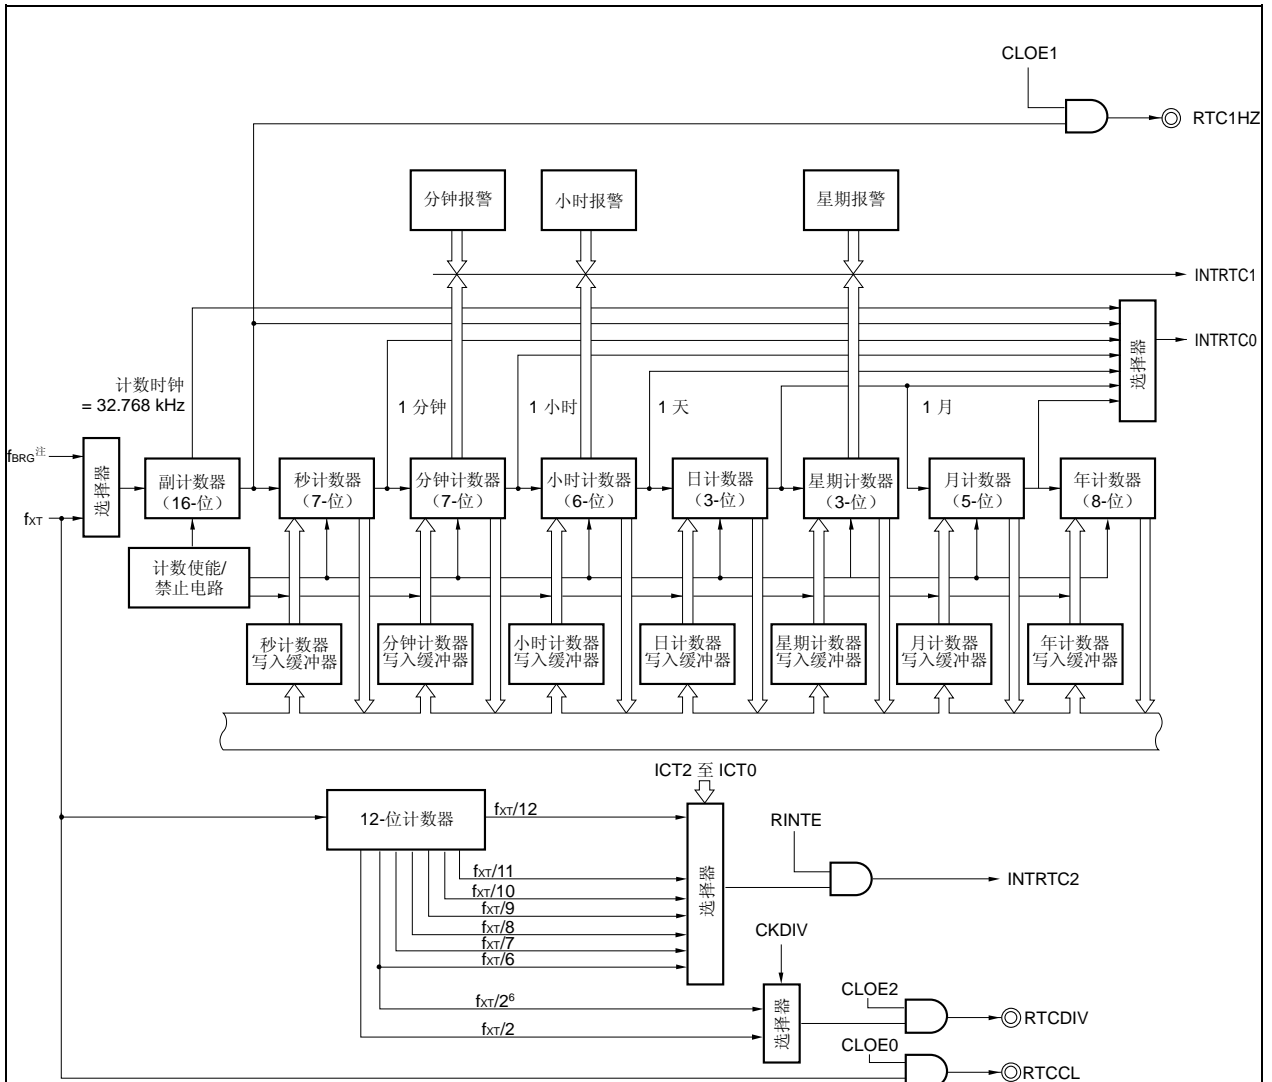 CLOE1
RTC1HZ
分钟报警
小时报警
星期报警
INTRTC1
INTRTC0
选择器
计数时钟
= 32.768 kHz
1 分钟
1 小时
1 天
1 月
fBRG注
fXT
选择器
副计数器
（16-位）
秒计数器
（7-位）
分钟计数器
（7-位）
小时计数器
（6-位）
日计数器
（3-位）
星期计数器
（3-位）
月计数器
（5-位）
年计数器
（8-位）
计数使能/
禁止电路
秒计数器
写入缓冲器
分钟计数器
写入缓冲器
小时计数器
写入缓冲器
日计数器
写入缓冲器
星期计数器
写入缓冲器
月计数器
写入缓冲器
年计数器
写入缓冲器
ICT2 至 ICT0
12-位计数器
fXT/12
fXT/11
fXT/10
fXT/9
fXT/8
fXT/7
fXT/6
选择器
RINTE
INTRTC2
CKDIV
fXT/2⁶
fXT/2
选择器
CLOE2
RTCDIV
CLOE0
RTCCL